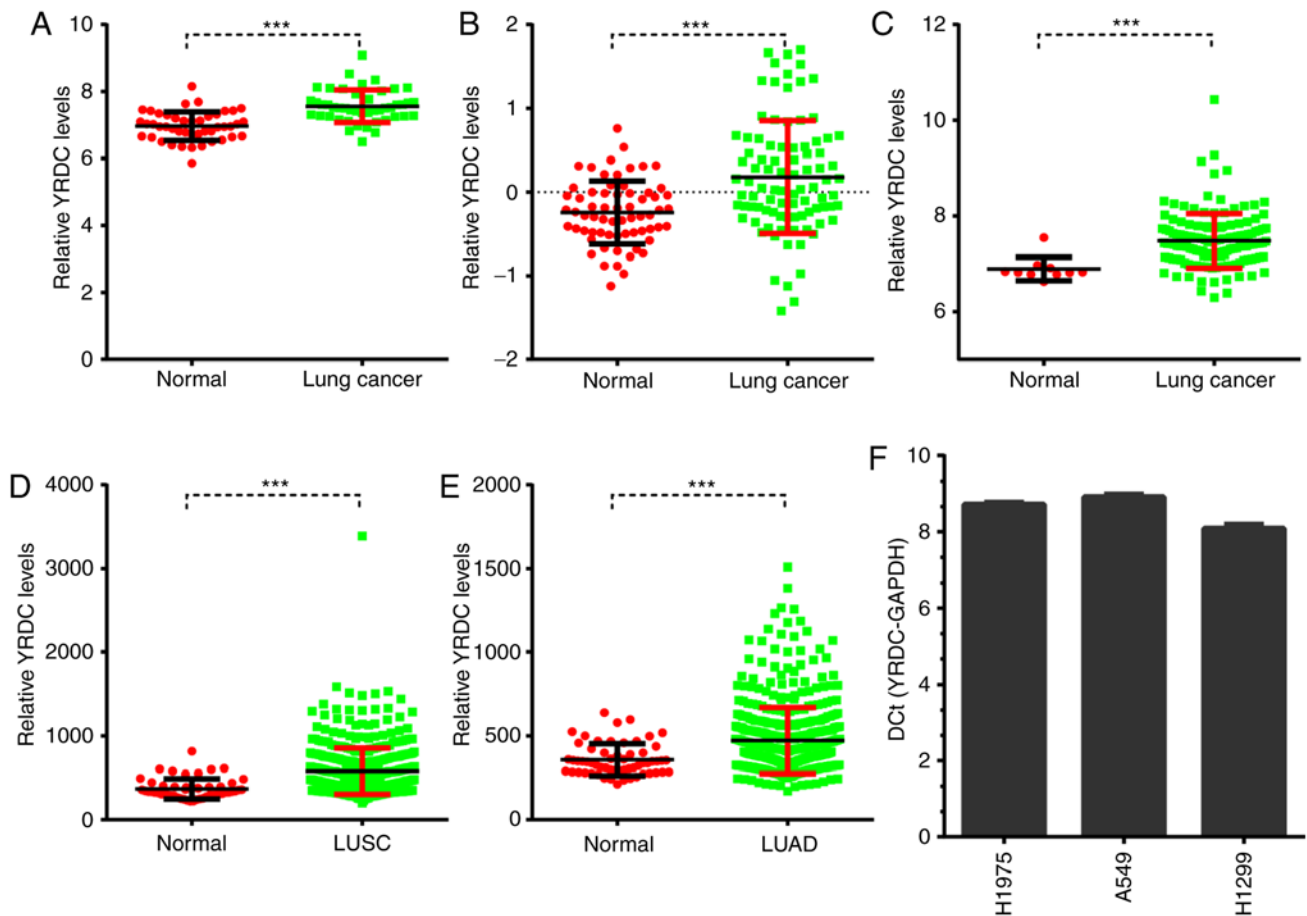 A
Relative YRDC levels
10
8
6
4
2
0
***
Normal
Lung cancer
B
Relative YRDC levels
2
1
0
−1
−2
***
Normal
Lung cancer
C
Relative YRDC levels
12
10
8
6
***
Normal
Lung cancer
D
Relative YRDC levels
4000
3000
2000
1000
0
***
Normal
LUSC
E
Relative YRDC levels
2000
1500
1000
500
0
***
Normal
LUAD
F
DCt (YRDC-GAPDH)
10
8
6
4
2
0
H1975
A549
H1299